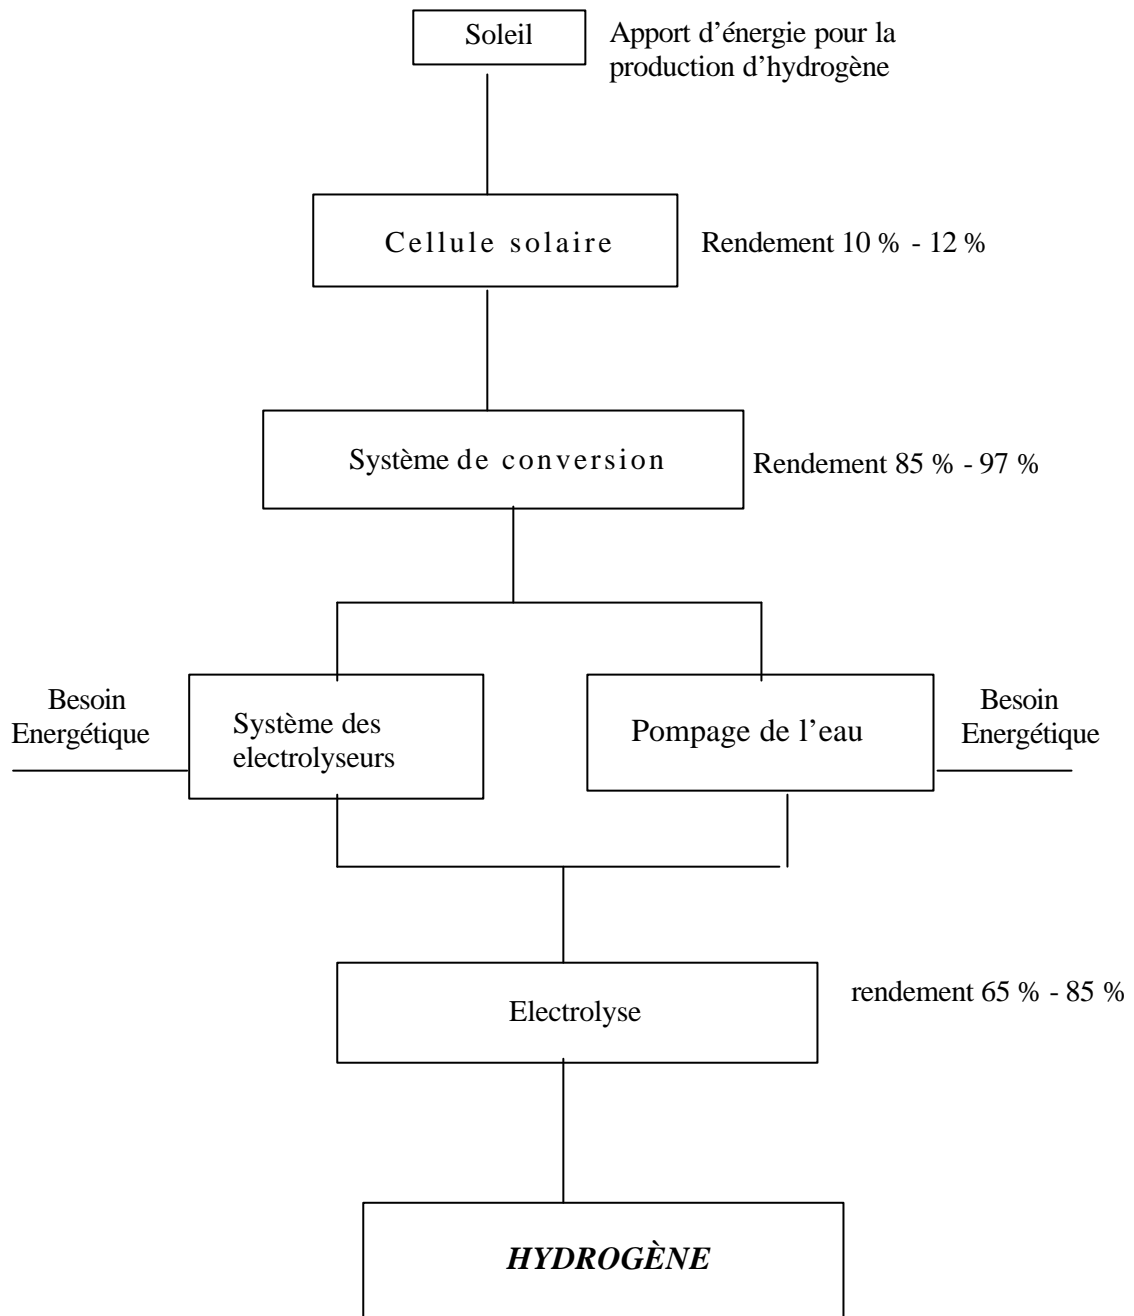 Soleil
Apport d'énergie pour la
production d'hydrogène
Cellule solaire
Rendement 10 % - 12 %
Système de conversion
Rendement 85 % - 97 %
Besoin
Energétique
Système des
electrolyseurs
Pompage de l'eau
Besoin
Energétique
Electrolyse
rendement 65 % - 85 %
HYDROGÈNE